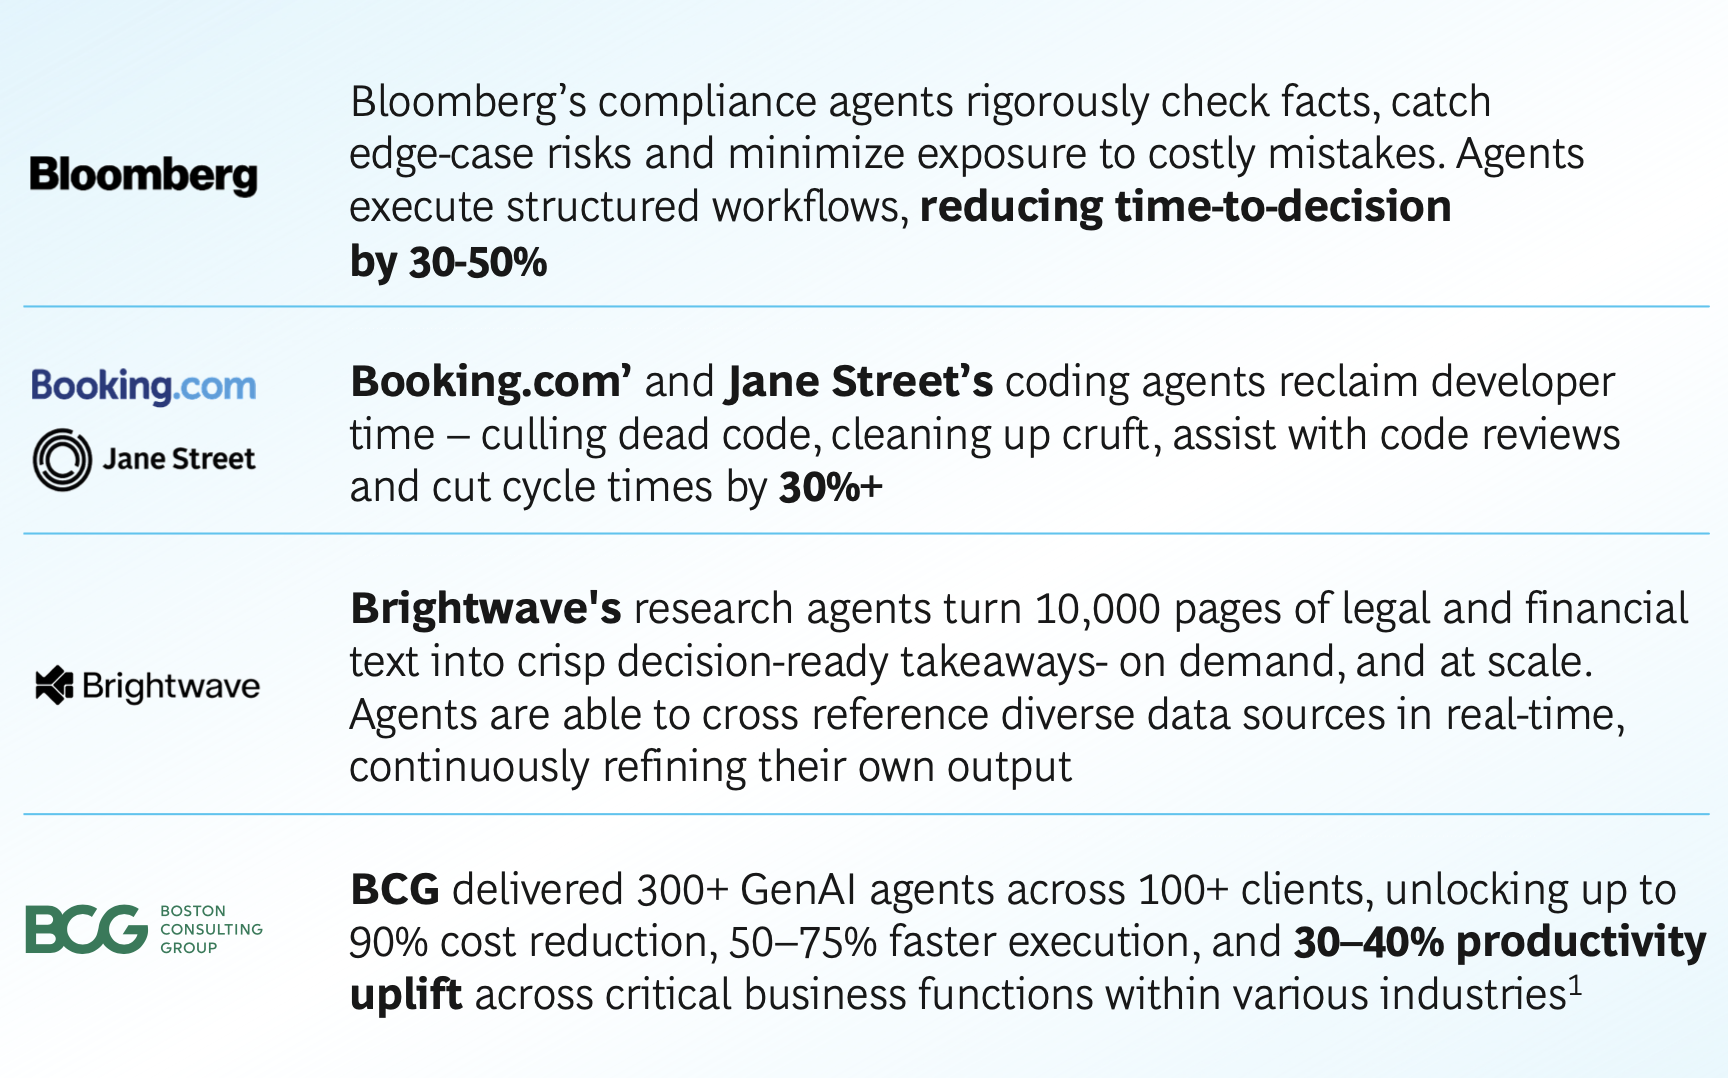 Bloomberg
Bloomberg’s compliance agents rigorously check facts, catch
edge-case risks and minimize exposure to costly mistakes. Agents
execute structured workflows, reducing time-to-decision
by 30-50%
Booking.com
Jane Street
Booking.com’ and Jane Street’s coding agents reclaim developer
time – culling dead code, cleaning up cruft, assist with code reviews
and cut cycle times by 30%+
Brightwave
Brightwave's research agents turn 10,000 pages of legal and financial
text into crisp decision-ready takeaways- on demand, and at scale.
Agents are able to cross reference diverse data sources in real-time,
continuously refining their own output
BCG
BOSTON
CONSULTING
GROUP
BCG delivered 300+ GenAI agents across 100+ clients, unlocking up to
90% cost reduction, 50–75% faster execution, and 30–40% productivity
uplift across critical business functions within various industries¹